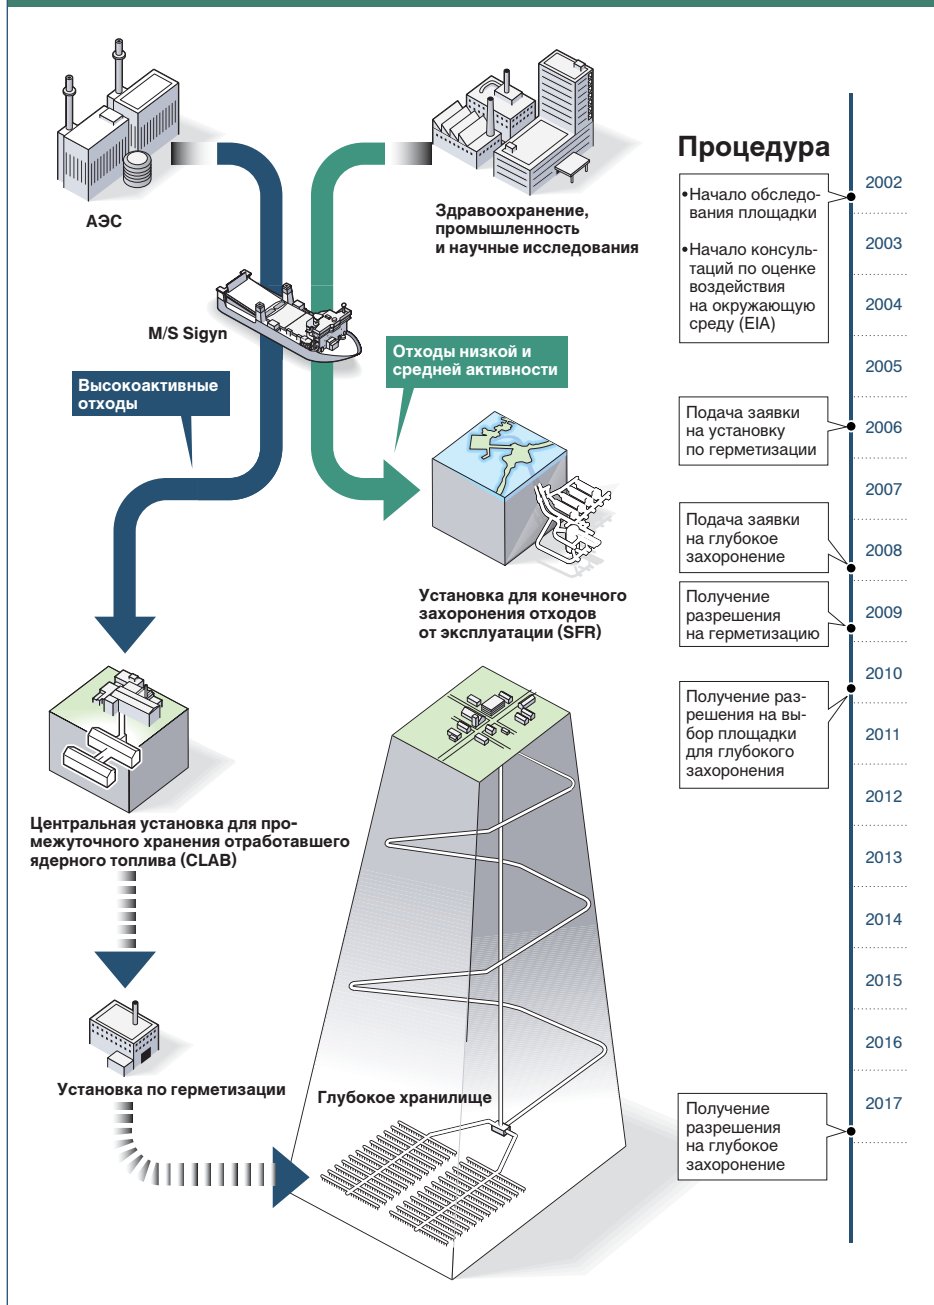 АЭС
Здравоохранение,
промышленность
и научные исследования
M/S Sigyn
Высокоактивные
отходы
Отходы низкой и
средней активности
Установка для конечного
захоронения отходов
от эксплуатации (SFR)
Центральная установка для про-
межуточного хранения отработавшего
ядерного топлива (CLAB)
Установка по герметизации
Глубокое хранилище
Процедура
•Начало обследо-
вания площадки
•Начало консуль-
таций по оценке
воздействия
на окружающую
среду (EIA)
Подача заявки
на установку
по герметизации
Подача заявки
на глубокое
захоронение
Получение
разрешения
на герметизацию
Получение раз-
решения на вы-
бор площадки
для глубокого
захоронения
Получение
разрешения
на глубокое
захоронение
2002
2003
2004
2005
2006
2007
2008
2009
2010
2011
2012
2013
2014
2015
2016
2017